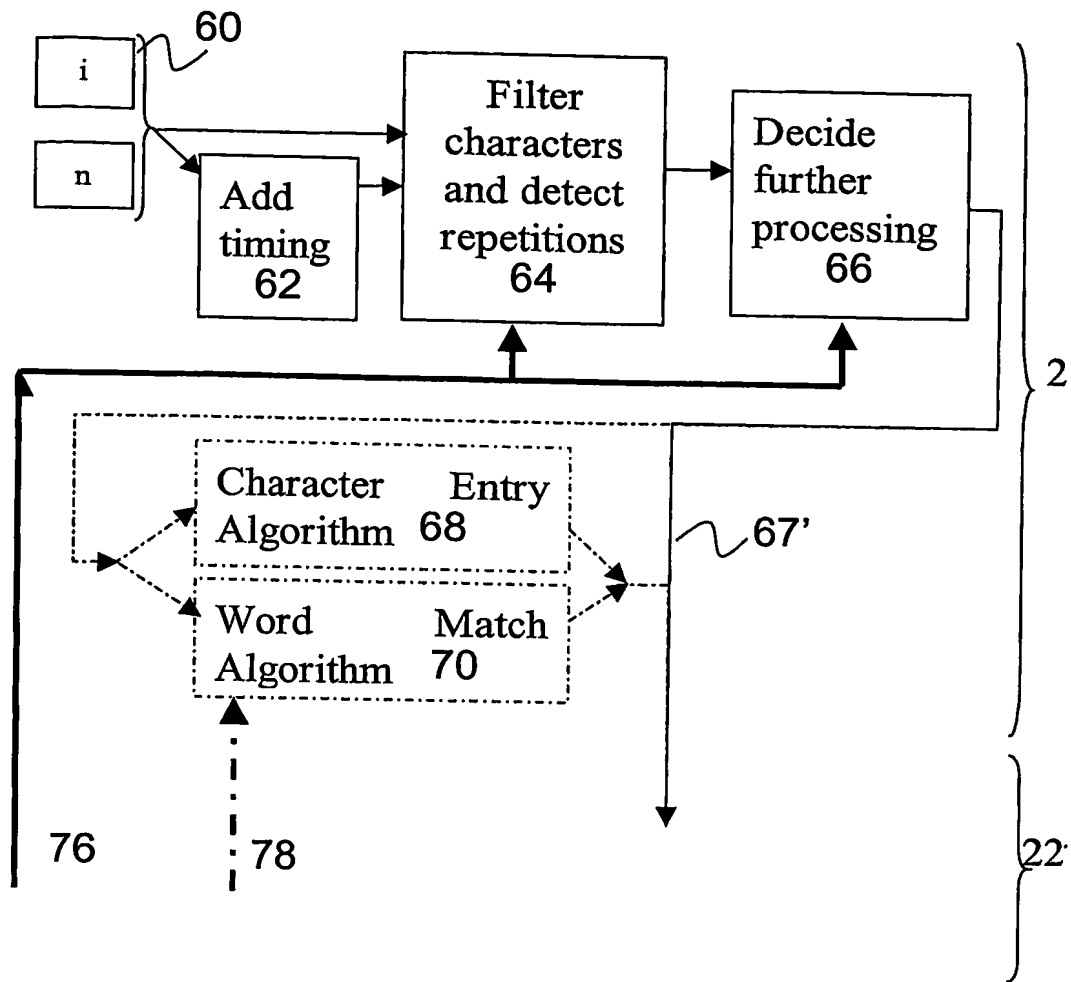 60
i
n
Add
timing
62
Filter
characters
and detect
repetitions
64
Decide
further
processing
66
2
Character Entry
Algorithm 68
67’
Word Match
Algorithm 70
76
78
22'